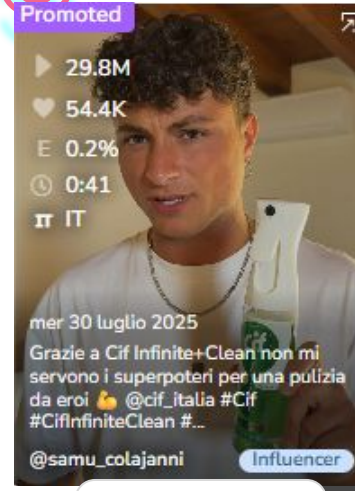 Promoted
29.8M
54.4K
E 0.2%
0:41
IT
mer 30 luglio 2025
Grazie a Cif Infinite+Clean non mi
servono i superpoteri per una pulizia
da eroi 💪 @cif_italia #Cif
#CifInfiniteClean #...
@samu_colajanni
Influencer
cif